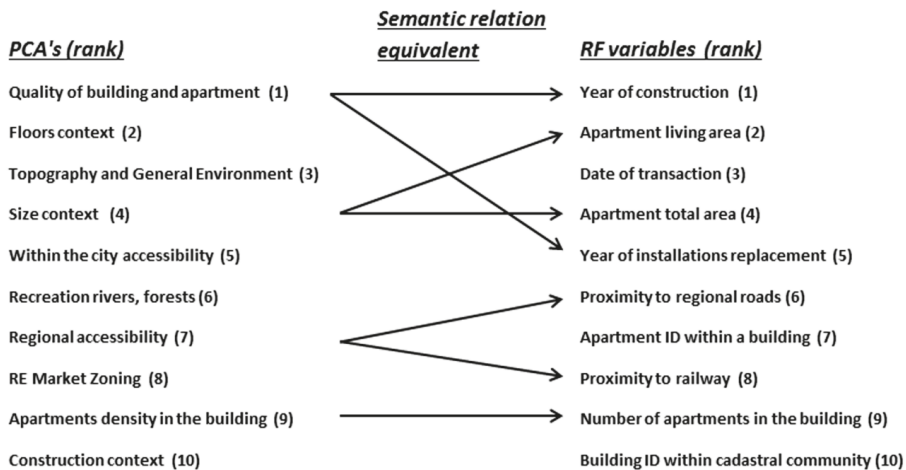 Semantic relation
equivalent
PCA's (rank)
RF variables (rank)
Quality of building and apartment (1)
Year of construction (1)
Floors context (2)
Apartment living area (2)
Topography and General Environment (3)
Date of transaction (3)
Size context (4)
Apartment total area (4)
Within the city accessibility (5)
Year of installations replacement (5)
Recreation rivers, forests (6)
Proximity to regional roads (6)
Regional accessibility (7)
Apartment ID within a building (7)
RE Market Zoning (8)
Proximity to railway (8)
Apartments density in the building (9)
Number of apartments in the building (9)
Construction context (10)
Building ID within cadastral community (10)